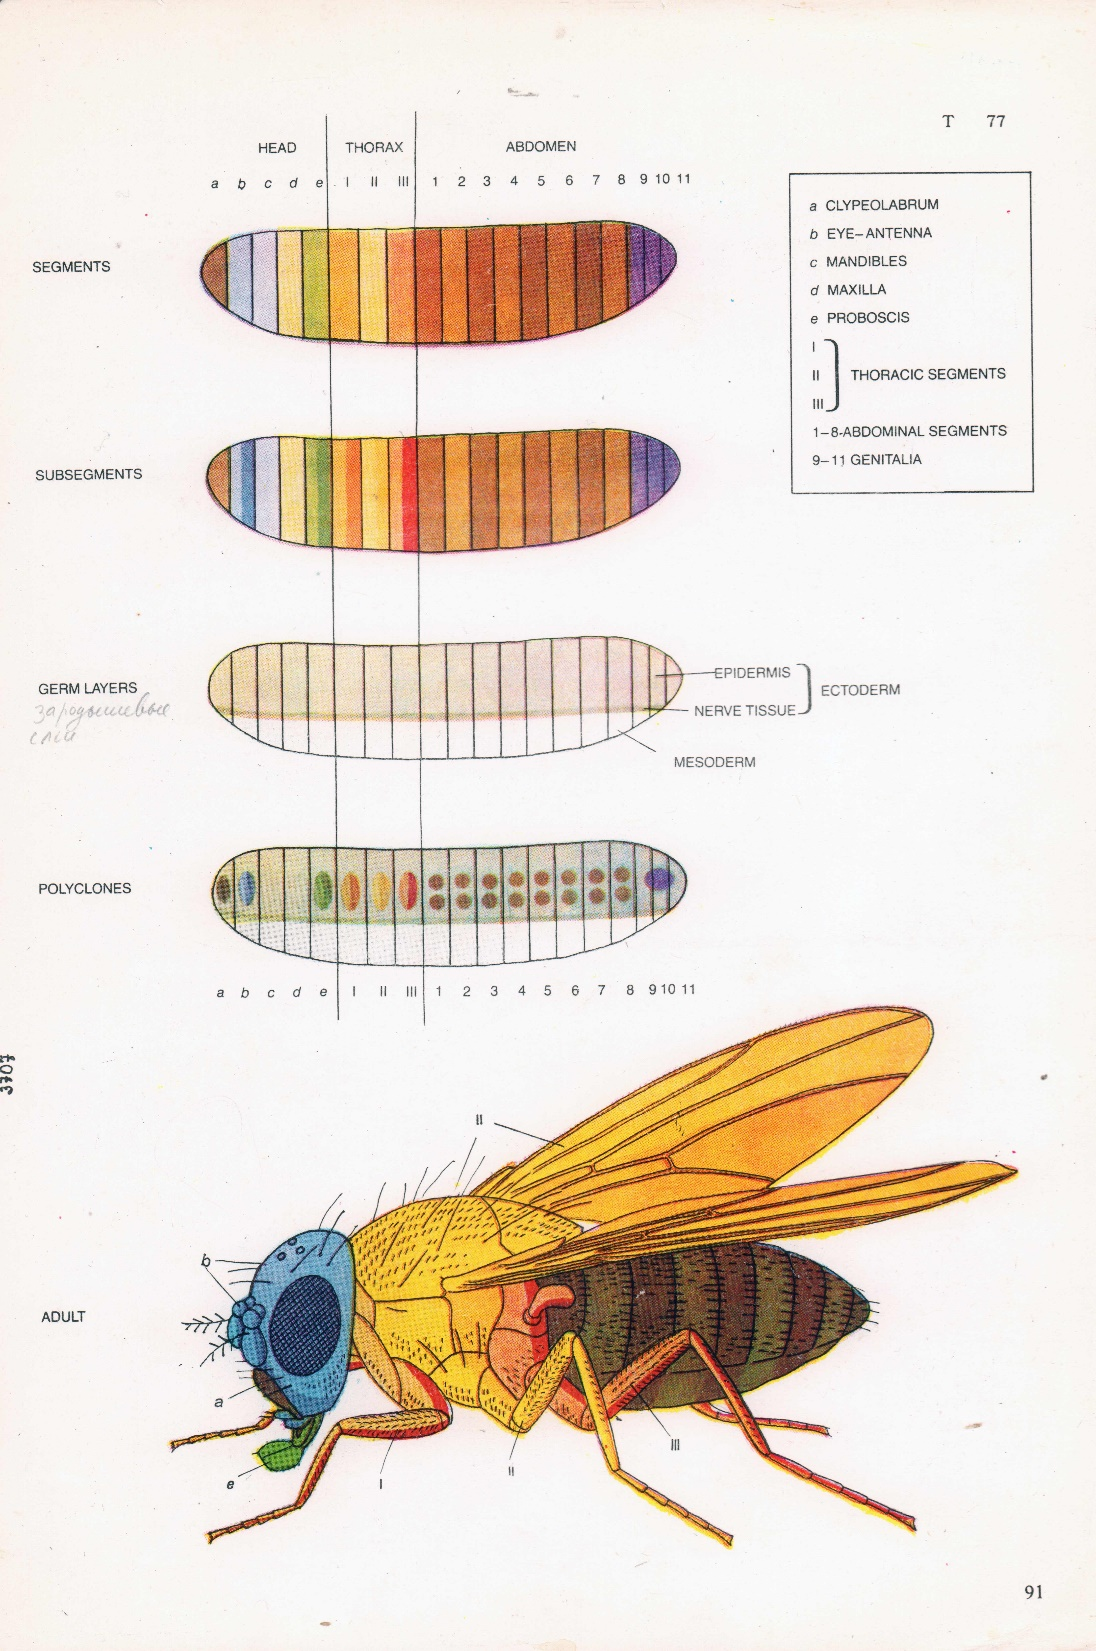 T 77
HEAD THORAX ABDOMEN
a b c d e I II III 1 2 3 4 5 6 7 8 9 10 11
SEGMENTS
a CLYPEOLABRUM
b EYE-ANTENNA
c MANDIBLES
d MAXILLA
e PROBOSCIS
I
II THORACIC SEGMENTS
III
1-8-ABDOMINAL SEGMENTS
9-11 GENITALIA
SUBSEGMENTS
GERM LAYERS
зародышевые
слои
EPIDERMIS
NERVE TISSUE
ECTODERM
MESODERM
POLYCLONES
a b c d e I II III 1 2 3 4 5 6 7 8 9 10 11
3707
II
b
ADULT
a
e
I
II
III
91